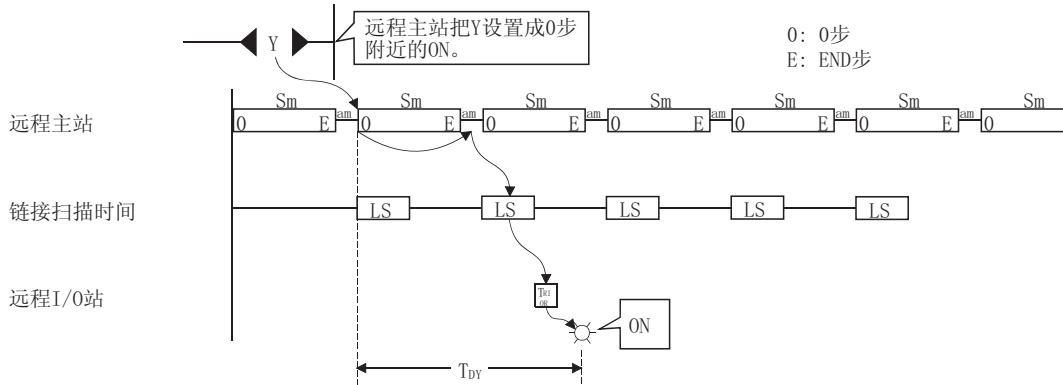 远程主站把Y设置成0步
附近的ON。
Y
0: 0步
E: END步
Sm Sm Sm Sm Sm Sm Sm
远程主站
0 E am 0 E am 0 E am 0 E am 0 E am 0 E am 0
链接扫描时间
LS LS LS LS LS
远程I/O站
TRI
OR
ON
TDY